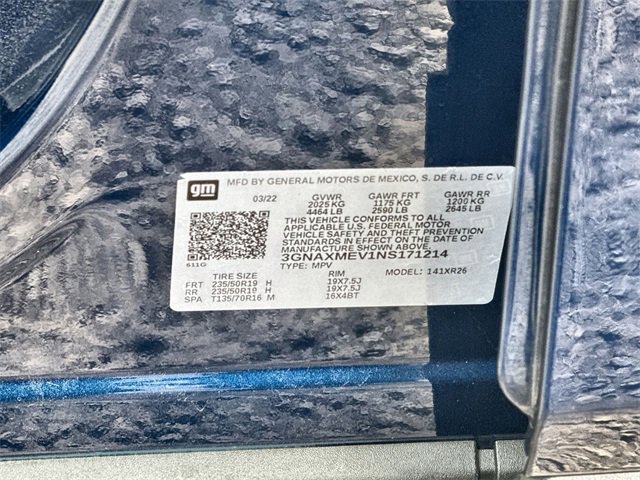 gm MFD BY GENERAL MOTORS DE MEXICO, S. DE R.L. DE C.V.
03/22 GVWR GAWR FRT GAWR RR
2025 KG 1175 KG 1200 KG
4464 LB 2590 LB 2645 LB
THIS VEHICLE CONFORMS TO ALL
APPLICABLE U.S. FEDERAL MOTOR
VEHICLE SAFETY AND THEFT PREVENTION
STANDARDS IN EFFECT ON THE DATE OF
MANUFACTURE SHOWN ABOVE.
611G 3GNAXMEV1NS171214
TYPE: MPV MODEL: 141XR26
TIRE SIZE RIM
FRT 235/50R19 H 19X7.5J
RR 235/50R19 H 19X7.5J
SPA T135/70R16 M 16X4BT